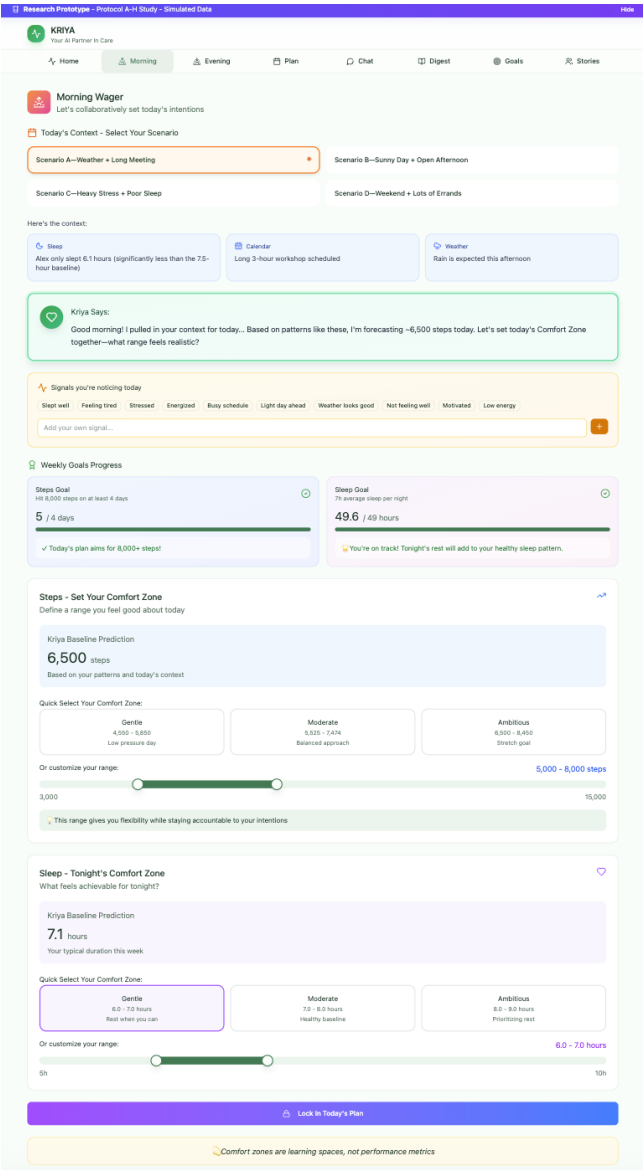 Research Prototype - Protocol A-H Study - Simulated Data
Hide
KRIYA
Your AI Partner In Care
Home
Morning
Evening
Plan
Chat
Digest
Goals
Stories
Morning Wager
Let's collaboratively set today's intentions
Today's Context - Select Your Scenario
Scenario A—Weather + Long Meeting
Scenario B—Sunny Day + Open Afternoon
Scenario C—Heavy Stress + Poor Sleep
Scenario D—Weekend + Lots of Errands
Here's the context:
Sleep
Alex only slept 6.1 hours (significantly less than the 7.5-
hour baseline)
Calendar
Long 3-hour workshop scheduled
Weather
Rain is expected this afternoon
Kriya Says:
Good morning! I pulled in your context for today... Based on patterns like these, I'm forecasting ~6,500 steps today. Let's set today's Comfort Zone
together—what range feels realistic?
Signals you're noticing today
Slept well
Feeling tired
Stressed
Energized
Busy schedule
Light day ahead
Weather looks good
Not feeling well
Motivated
Low energy
Add your own signal...
Weekly Goals Progress
Steps Goal
Hit 8,000 steps on at least 4 days
5 / 4 days
✓ Today's plan aims for 8,000+ steps!
Sleep Goal
7h average sleep per night
49.6 / 49 hours
You're on track! Tonight's rest will add to your healthy sleep pattern.
Steps - Set Your Comfort Zone
Define a range you feel good about today
Kriya Baseline Prediction
6,500 steps
Based on your patterns and today's context
Quick Select Your Comfort Zone:
Gentle
4,550 - 5,850
Low pressure day
Moderate
5,525 - 7,474
Balanced approach
Ambitious
6,500 - 8,450
Stretch goal
Or customize your range:
5,000 - 8,000 steps
3,000
15,000
This range gives you flexibility while staying accountable to your intentions
Sleep - Tonight's Comfort Zone
What feels achievable for tonight?
Kriya Baseline Prediction
7.1 hours
Your typical duration this week
Quick Select Your Comfort Zone:
Gentle
6.0 - 7.0 hours
Rest when you can
Moderate
7.0 - 8.0 hours
Healthy baseline
Ambitious
8.0 - 9.0 hours
Prioritizing rest
Or customize your range:
6.0 - 7.0 hours
5h
10h
Lock In Today's Plan
Comfort zones are learning spaces, not performance metrics